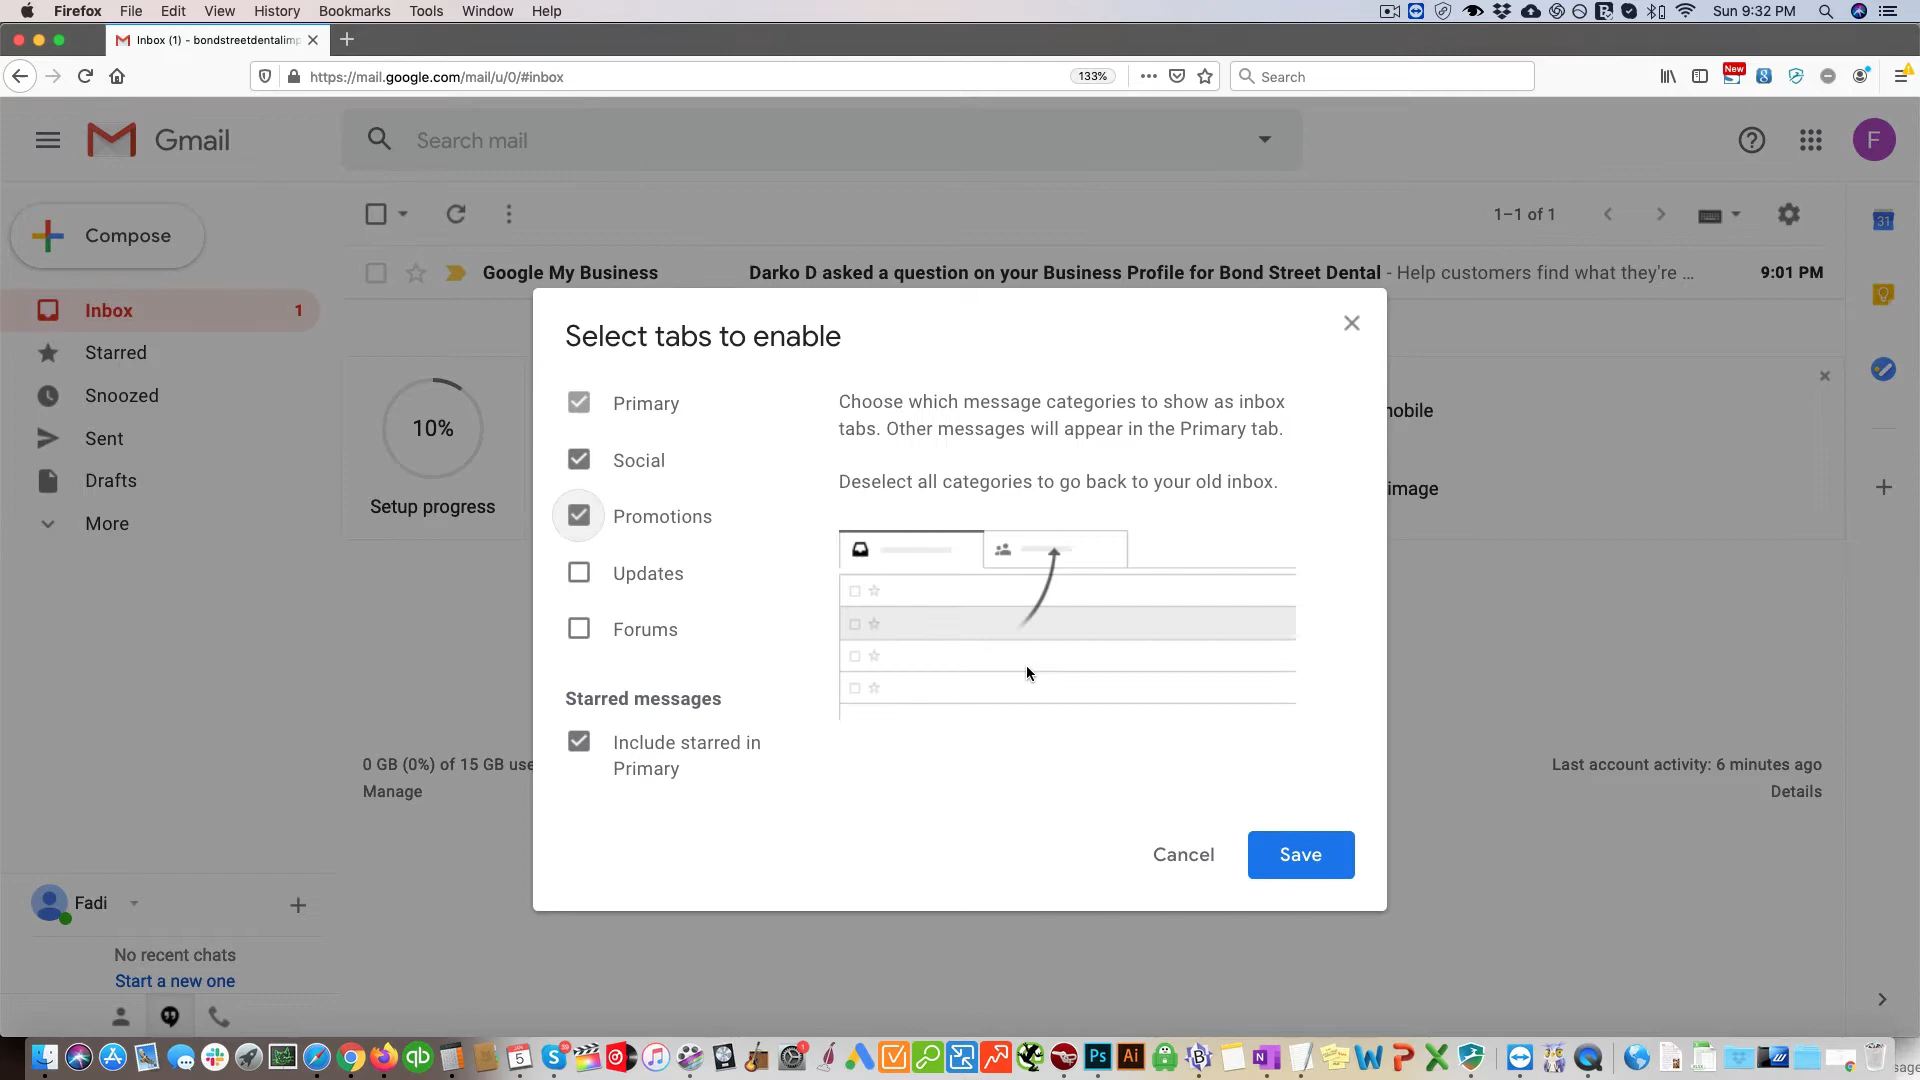 Firefox File Edit View History Bookmarks Tools Window Help
Sun 9:32 PM
Inbox (1) - bondstreetdentalimp
https://mail.google.com/mail/u/0/#inbox
133%
Search
New
Gmail
Search mail
F
Compose
1–1 of 1
31
Google My Business
Darko D asked a question on your Business Profile for Bond Street Dental - Help customers find what they're ...
9:01 PM
Inbox 1
Starred
Snoozed
Sent
Drafts
More
10%
Setup progress
image
Select tabs to enable
Primary
Social
Promotions
Updates
Forums
Starred messages
Include starred in
Primary
Choose which message categories to show as inbox
tabs. Other messages will appear in the Primary tab.
Deselect all categories to go back to your old inbox.
Cancel
Save
0 GB (0%) of 15 GB use
Manage
Last account activity: 6 minutes ago
Details
Fadi
No recent chats
Start a new one
qb
5
Ps
Ai